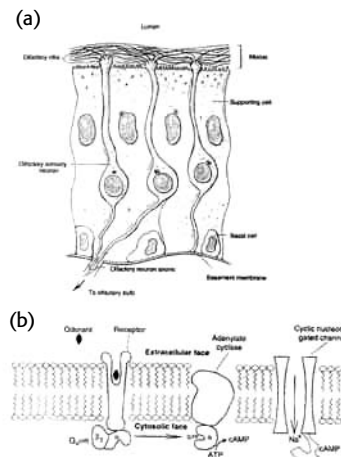 (a)
Lumen
Olfactory cilia
Mucus
Supporting cell
Olfactory sensory
neuron
Basal cell
Olfactory neuron axons
Basement membrane
To olfactory bulb
(b)
Odorant
Receptor
Adenylate
cyclase
Cyclic nucleotide
gated channel
Extracellular face
Cytosolic face
Na+
cAMP
cAMP
ATP